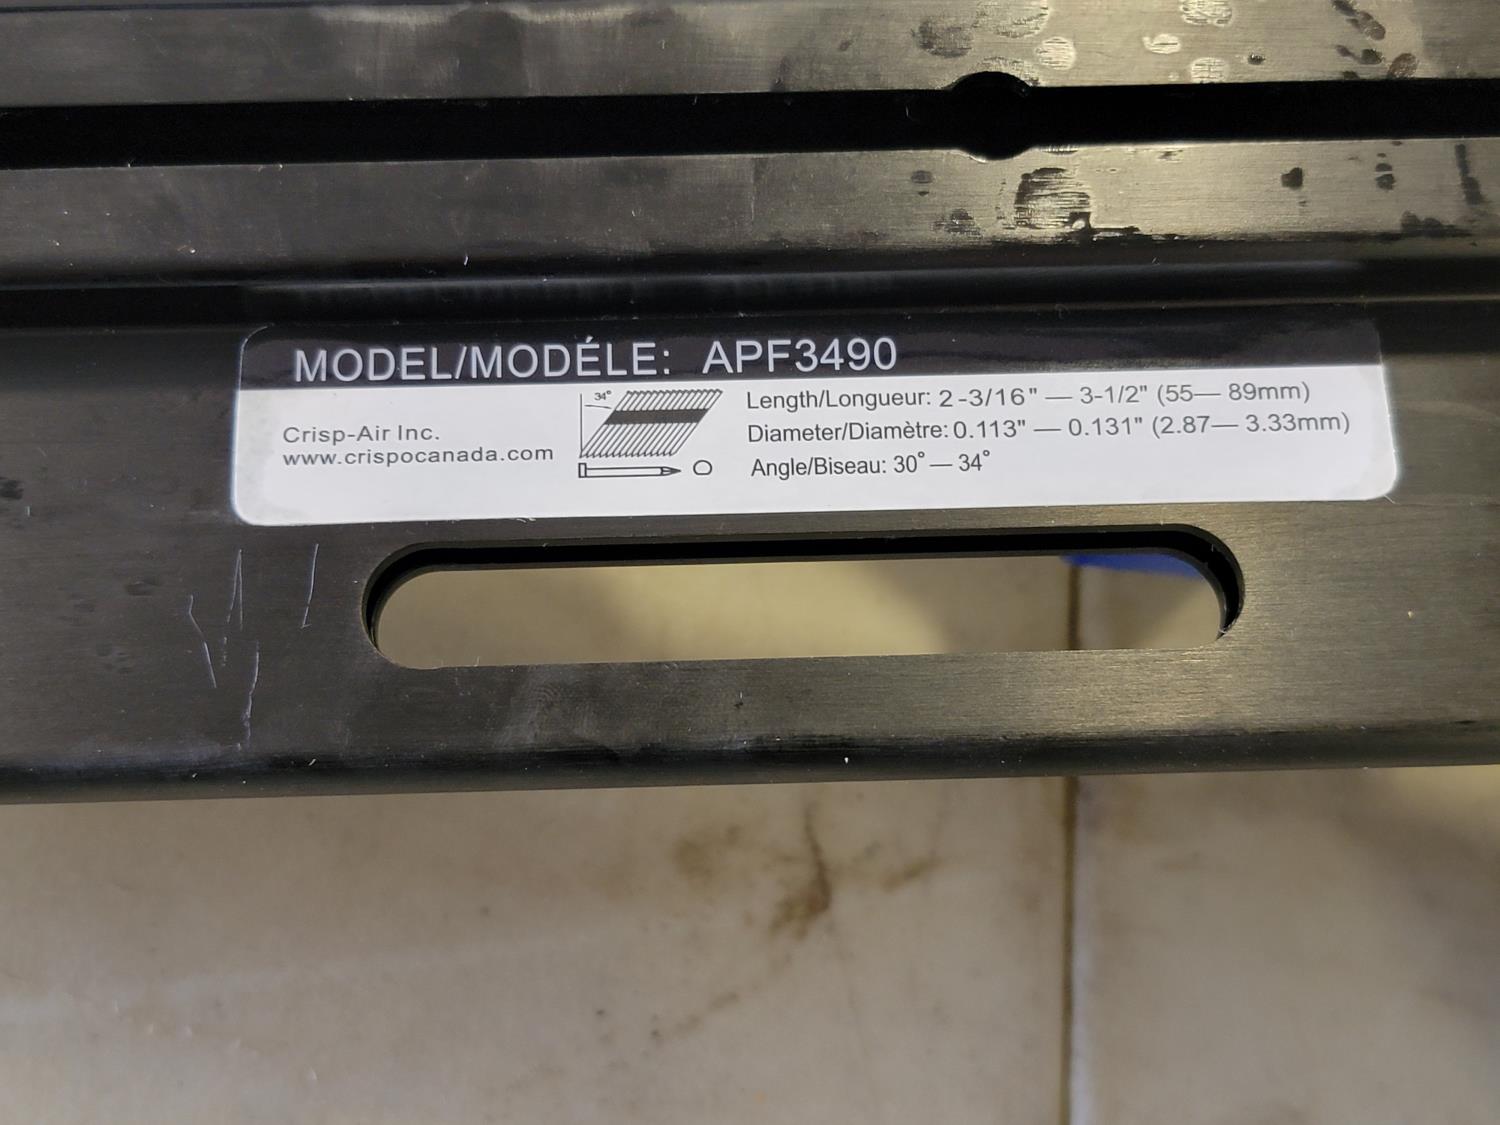 MODEL/MODÉLE: APF3490
34°
Crisp-Air Inc.
www.crispocanada.com
Length/Longueur: 2-3/16" — 3-1/2" (55— 89mm)
Diameter/Diamètre: 0.113" — 0.131" (2.87— 3.33mm)
Angle/Biseau: 30° — 34°